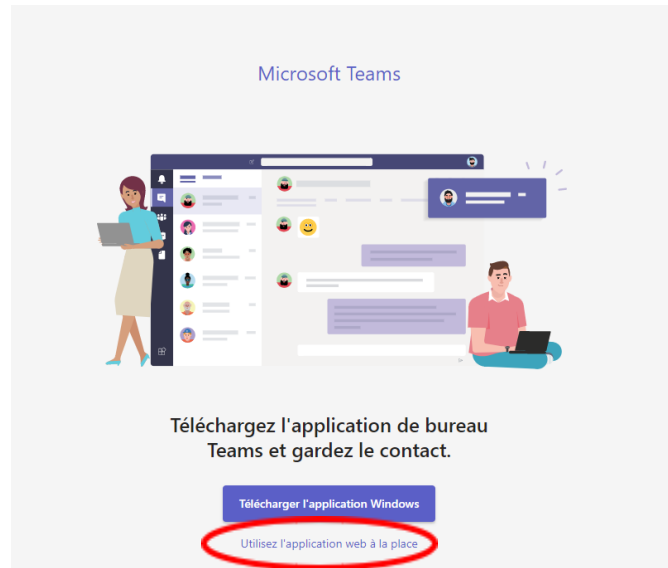 Microsoft Teams
Téléchargez l'application de bureau
Teams et gardez le contact.
Télécharger l'application Windows
Utilisez l'application web à la place